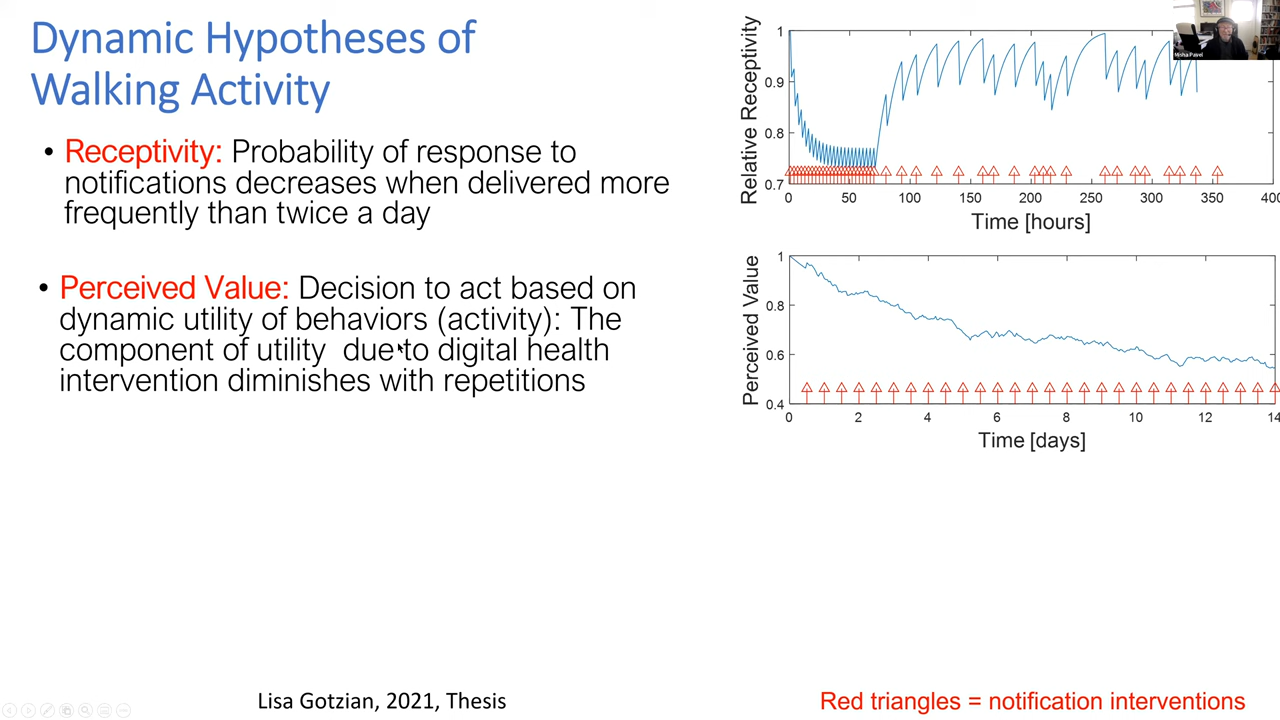 Dynamic Hypotheses of
Walking Activity
• Receptivity: Probability of response to
notifications decreases when delivered more
frequently than twice a day
• Perceived Value: Decision to act based on
dynamic utility of behaviors (activity): The
component of utility due to digital health
intervention diminishes with repetitions
Relative Receptivity
1
0.9
0.8
0.7
0
50
100
150
200
250
300
350
400
Time [hours]
Misha Pavel
Perceived Value
1
0.8
0.6
0.4
0
2
4
6
8
10
12
14
Time [days]
Lisa Gotzian, 2021, Thesis
Red triangles = notification interventions